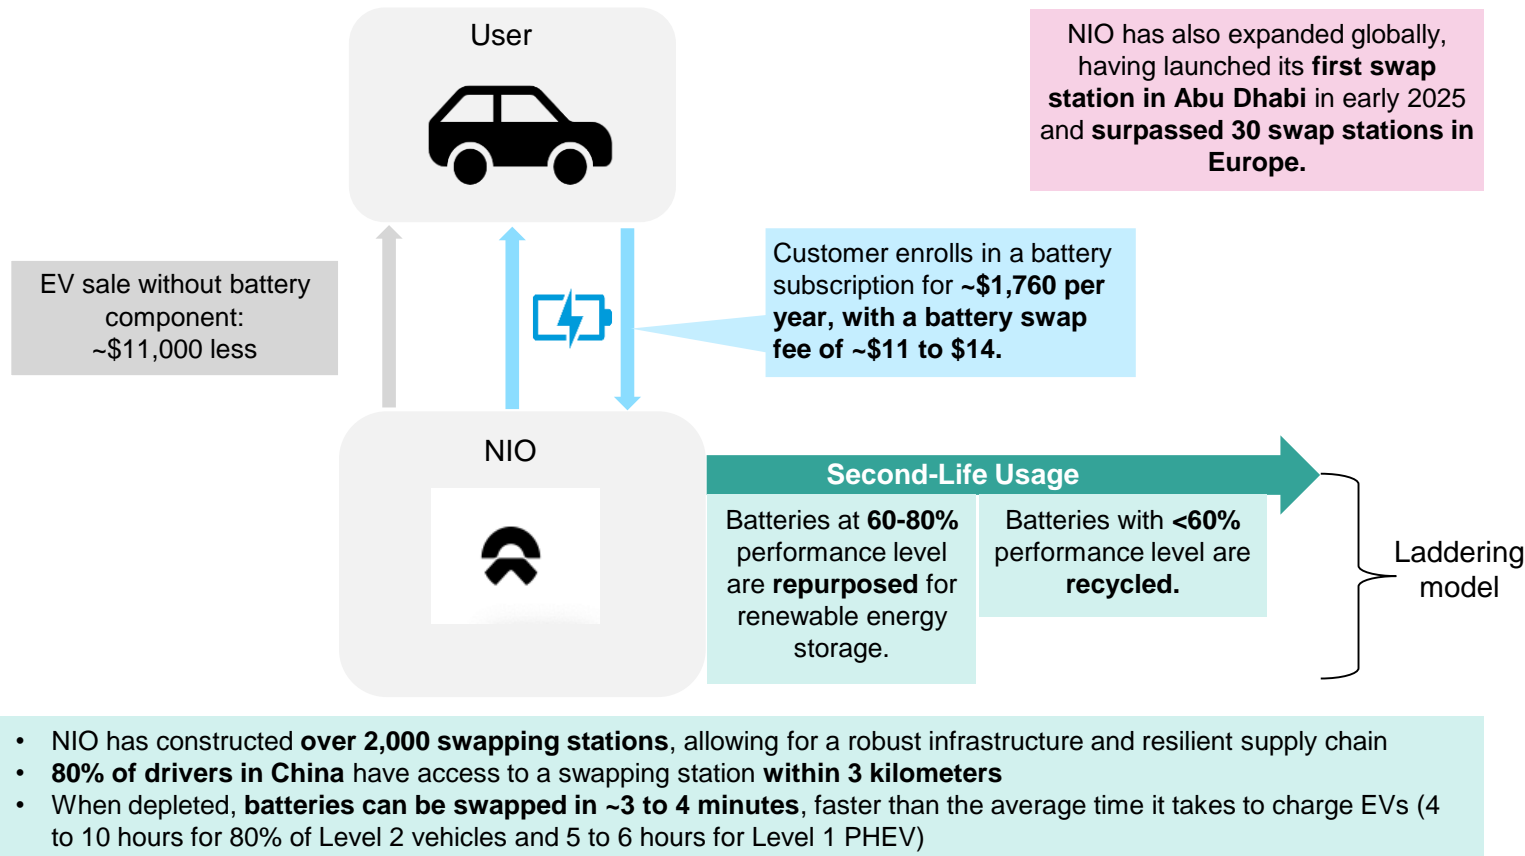 User
NIO has also expanded globally,
having launched its first swap
station in Abu Dhabi in early 2025
and surpassed 30 swap stations in
Europe.
EV sale without battery
component:
~$11,000 less
Customer enrolls in a battery
subscription for ~$1,760 per
year, with a battery swap
fee of ~$11 to $14.
NIO
Second-Life Usage
Batteries at 60-80%
performance level
are repurposed for
renewable energy
storage.
Batteries with <60%
performance level are
recycled.
Laddering
model
• NIO has constructed over 2,000 swapping stations, allowing for a robust infrastructure and resilient supply chain
• 80% of drivers in China have access to a swapping station within 3 kilometers
• When depleted, batteries can be swapped in ~3 to 4 minutes, faster than the average time it takes to charge EVs (4
to 10 hours for 80% of Level 2 vehicles and 5 to 6 hours for Level 1 PHEV)